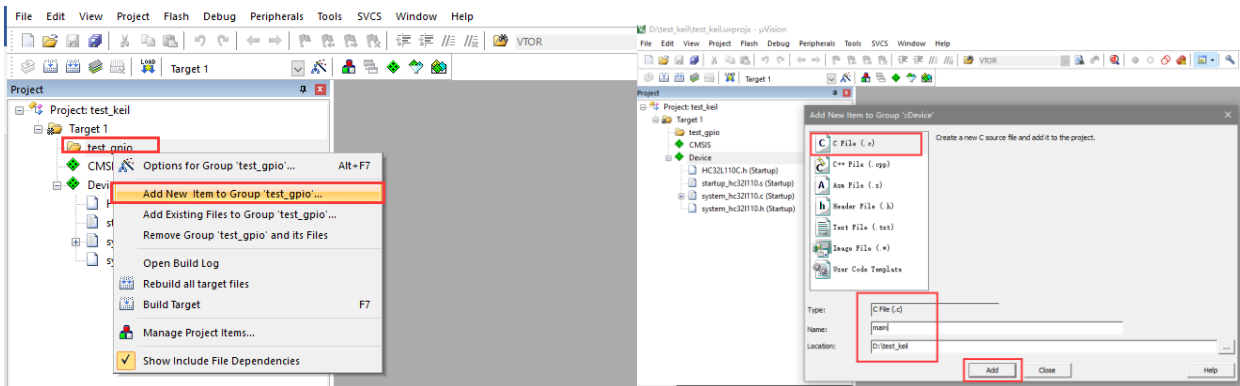 File Edit View Project Flash Debug Peripherals Tools SVCS Window Help
VTOR
LOAD
Target 1
Project
Project: test_keil
Target 1
test_gpio
CMSI
Devi
Options for Group 'test_gpio'... Alt+F7
Add New Item to Group 'test_gpio'...
Add Existing Files to Group 'test_gpio'...
Remove Group 'test_gpio' and its Files
Open Build Log
Rebuild all target files
Build Target F7
Manage Project Items...
Show Include File Dependencies
D:\test_keil\test_keil.uvprojx - µVision
File Edit View Project Flash Debug Peripherals Tools SVCS Window Help
VTOR
Target 1
Project
Project: test_keil
Target 1
test_gpio
CMSIS
Device
HC32L110C.h (Startup)
startup_hc32l110.s (Startup)
system_hc32l110.c (Startup)
system_hc32l110.h (Startup)
Add New Item to Group '::Device'
C File (.c)
C++ File (.cpp)
Asm File (.s)
Header File (.h)
Text File (.txt)
Image File (.*)
User Code Template
Create a new C source file and add it to the project.
Type: C File (.c)
Name: main
Location: D:\test_keil ...
Add Close Help